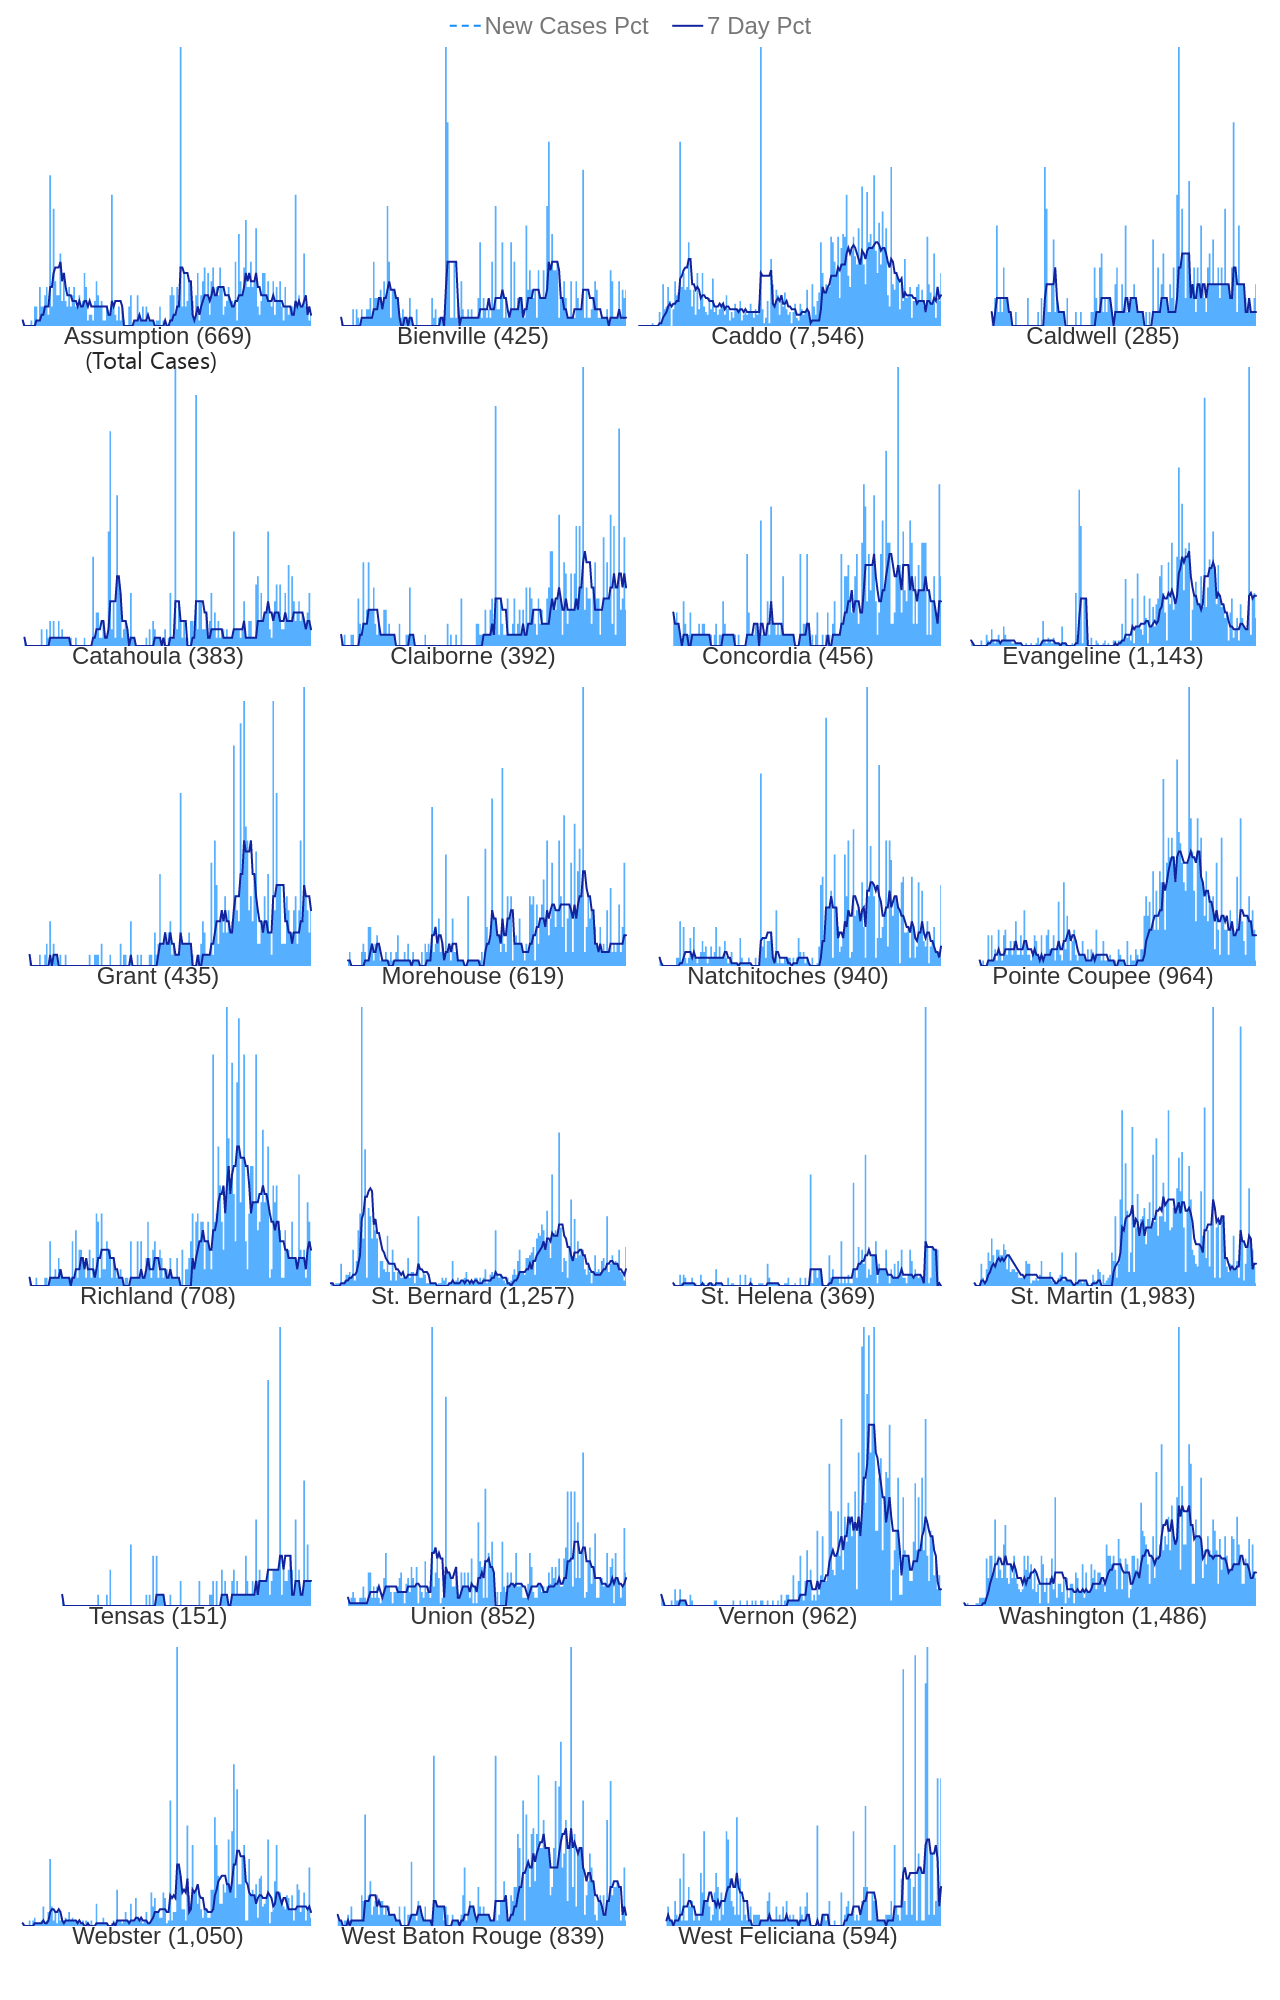 New Cases Pct 7 Day Pct
Assumption (669) Bienville (425) Caddo (7,546) Caldwell (285)
(Total Cases)
Catahoula (383) Claiborne (392) Concordia (456) Evangeline (1,143)
Grant (435) Morehouse (619) Natchitoches (940) Pointe Coupee (964)
Richland (708) St. Bernard (1,257) St. Helena (369) St. Martin (1,983)
Tensas (151) Union (852) Vernon (962) Washington (1,486)
Webster (1,050) West Baton Rouge (839) West Feliciana (594)